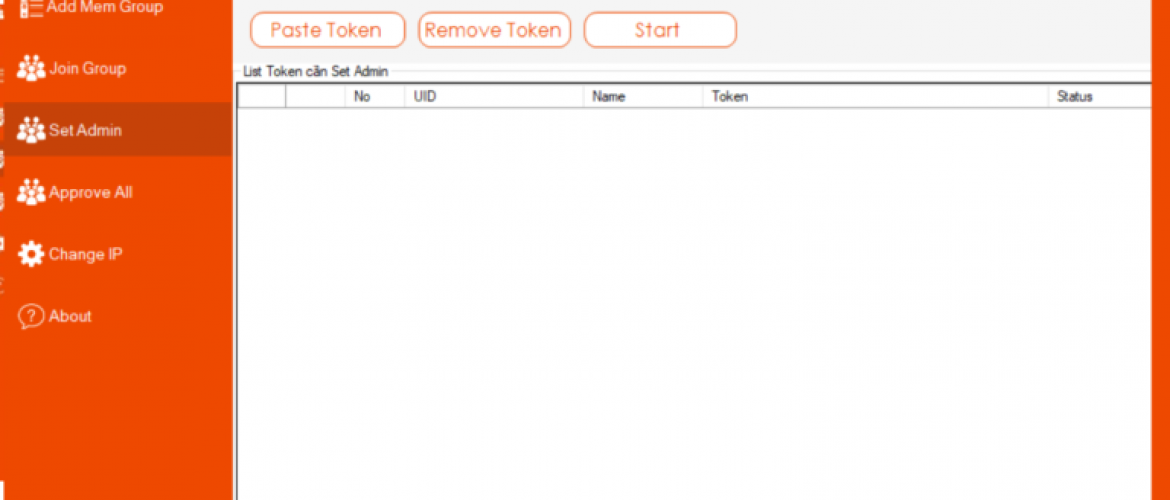 Add Mem Group
Join Group
Set Admin
Approve All
Change IP
About
Paste Token
Remove Token
Start
List Token cần Set Admin
No UID Name Token Status